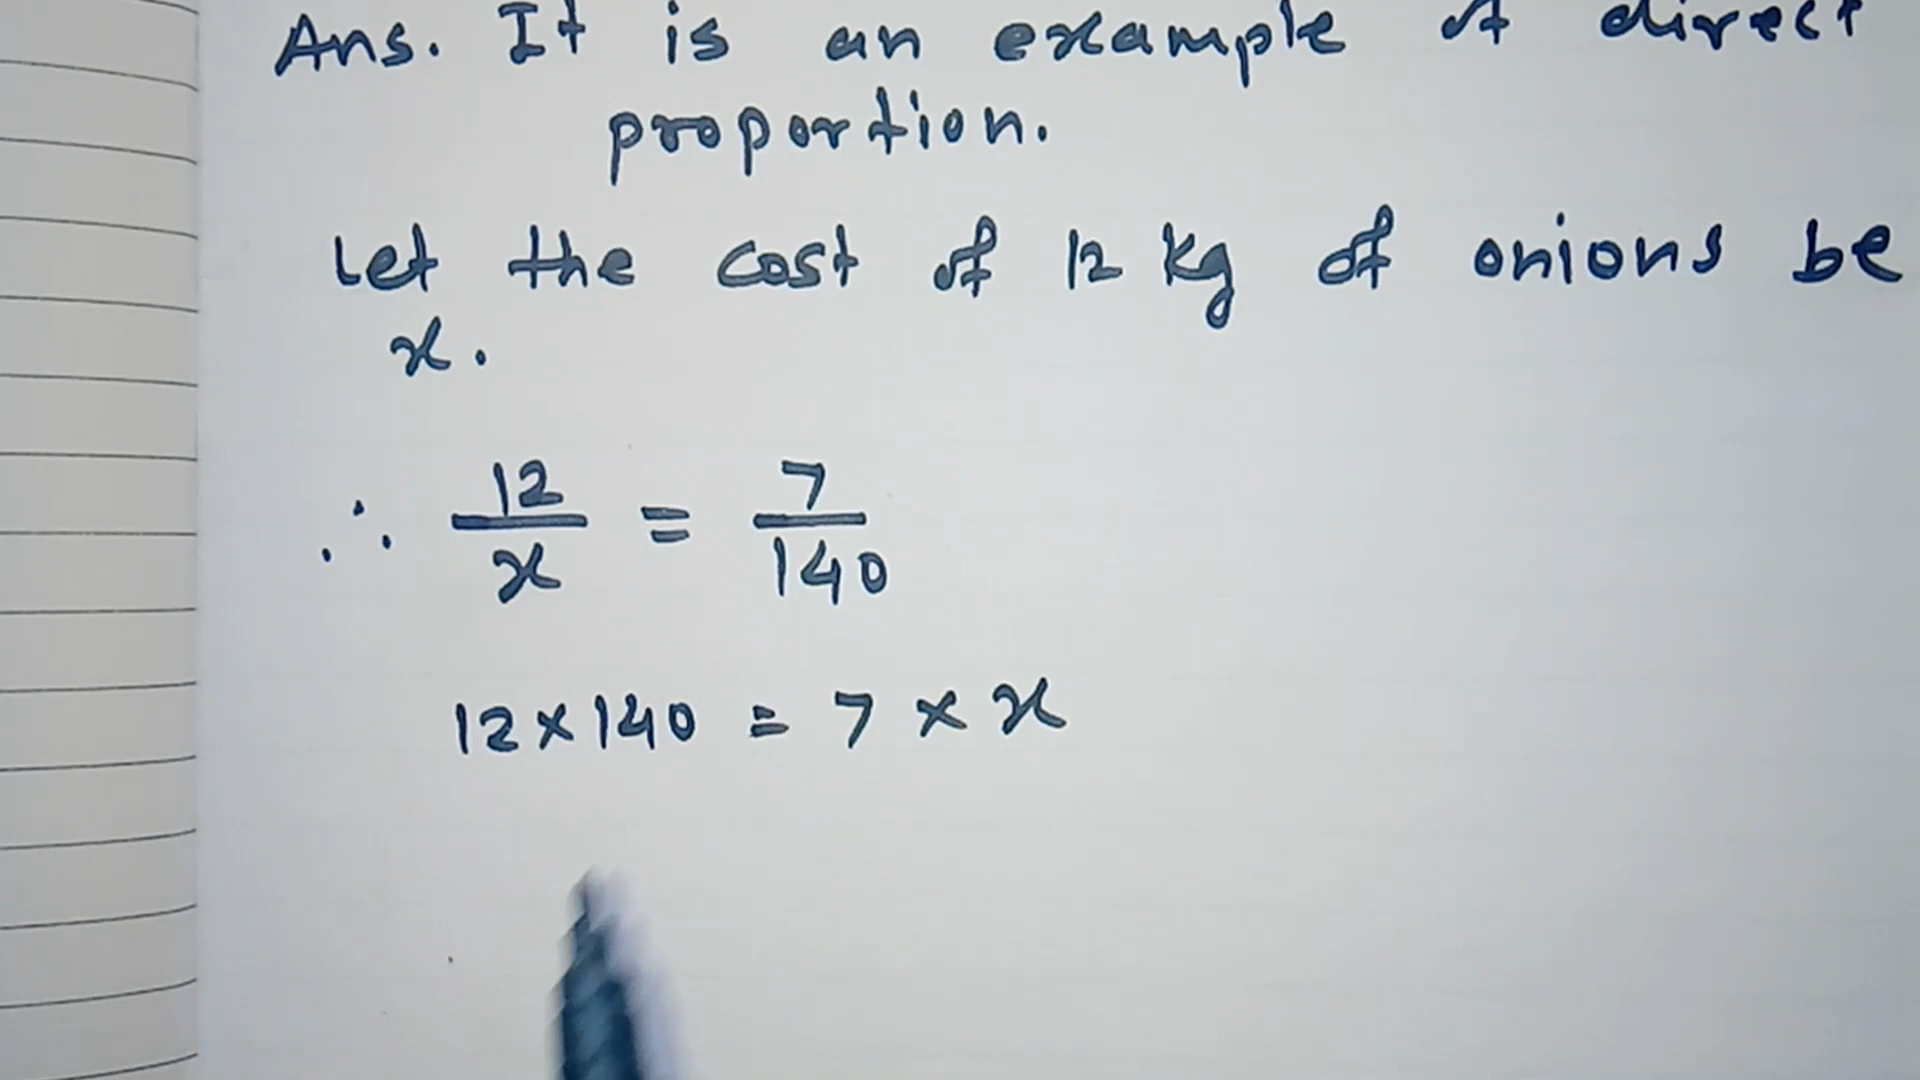 Ans. It is an example of direct
proportion.
Let the cost of 12 kg of onions be
x.
∴ 12/x = 7/140
12 × 140 = 7 × x